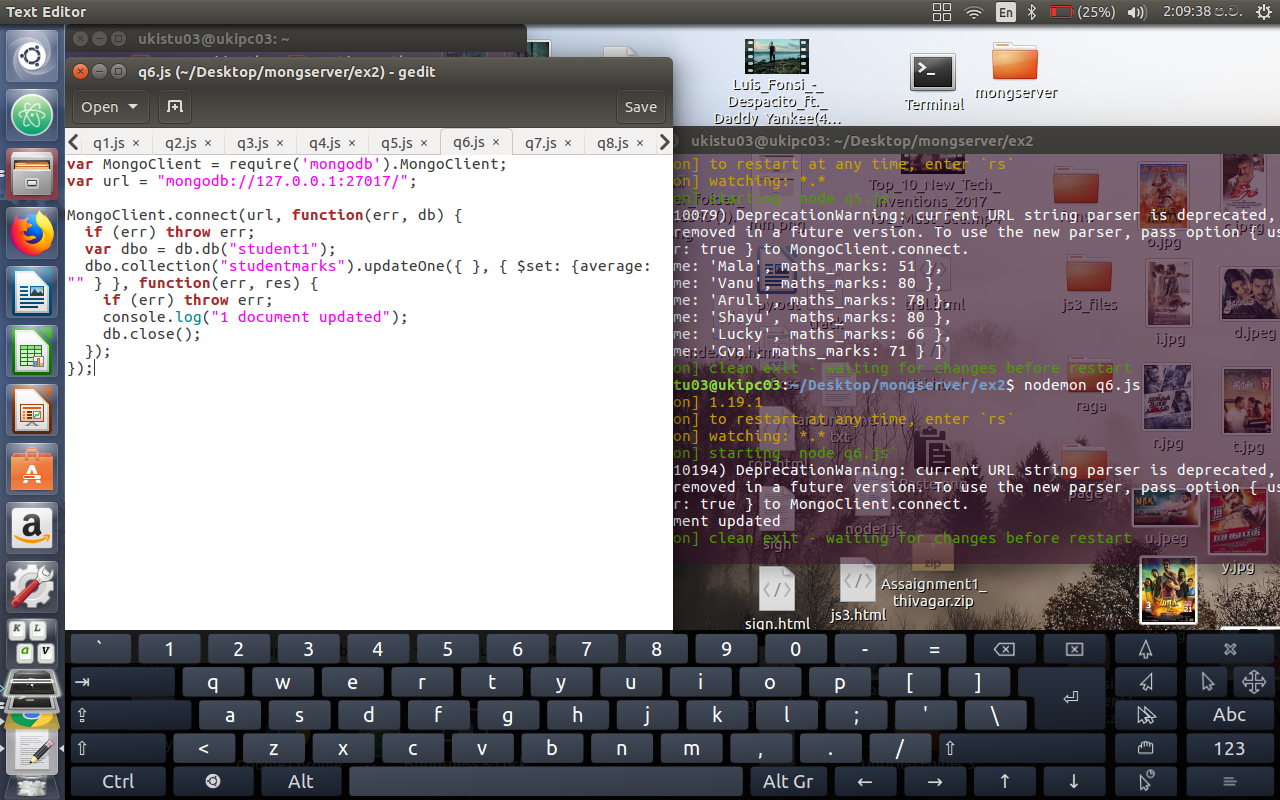 Text Editor
En
(25%)
2:09:38 ප.ව.
ukistu03@ukipc03: ~
q6.js (~/Desktop/mongserver/ex2) - gedit
Open
Save
q1.js × q2.js × q3.js × q4.js × q5.js × q6.js × q7.js × q8.js ×
var MongoClient = require('mongodb').MongoClient;
var url = "mongodb://127.0.0.1:27017/";
MongoClient.connect(url, function(err, db) {
if (err) throw err;
var dbo = db.db("student1");
dbo.collection("studentmarks").updateOne({ }, { $set: {average:
"" } }, function(err, res) {
if (err) throw err;
console.log("1 document updated");
db.close();
});
});
Luis_Fonsi_-_
Despacito_ft._
Daddy_Yankee(4...
Terminal
mongserver
ukistu03@ukipc03: ~/Desktop/mongserver/ex2
on] to restart at any time, enter `rs`
on] watching: *.*
10079) DeprecationWarning: current URL string parser is deprecated,
removed in a future version. To use the new parser, pass option { us
r: true } to MongoClient.connect.
me: 'Mala', maths_marks: 51 },
me: 'Vanu', maths_marks: 80 },
me: 'Aruli', maths_marks: 78 },
me: 'Shayu', maths_marks: 80 },
me: 'Lucky', maths_marks: 66 },
me: 'Gva', maths_marks: 71 } ]
on] clean exit - waiting for changes before restart
tu03@ukipc03:~/Desktop/mongserver/ex2$ nodemon q6.js
on] 1.19.1
on] to restart at any time, enter `rs`
on] watching: *.*
on] starting `node q6.js`
10194) DeprecationWarning: current URL string parser is deprecated,
removed in a future version. To use the new parser, pass option { us
r: true } to MongoClient.connect.
ment updated
on] clean exit - waiting for changes before restart
Top_10_New_Tech_
o.jpg
js3_files
i.jpg
d.jpeg
raga
r.jpg
t.jpg
page
node1.js
sign
u.jpeg
y.jpg
zip
Assaignment1_
thivagar.zip
js3.html
sign.html
` 1 2 3 4 5 6 7 8 9 0 - =
q w e r t y u i o p [ ]
a s d f g h j k l ; ' \ Abc
< z x c v b n m , . / 123
Ctrl Alt Alt Gr